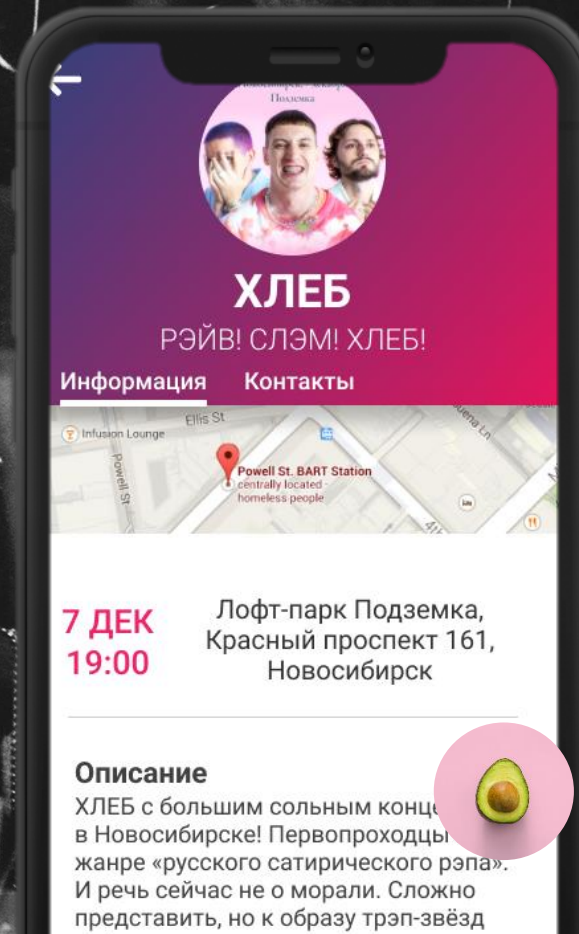 Подземка
ХЛЕБ
РЭЙВ! СЛЭМ! ХЛЕБ!
Информация Контакты
Ellis St
Infusion Lounge
Powell St
Powell St. BART Station
centrally located -
homeless people
4th
7 ДЕК
19:00
Лофт-парк Подземка,
Красный проспект 161,
Новосибирск
Описание
ХЛЕБ с большим сольным
в Новосибирске! Первопроходцы
жанре «русского сатирического рэпа».
И речь сейчас не о морали. Сложно
представить, но к образу трэп-звёзд